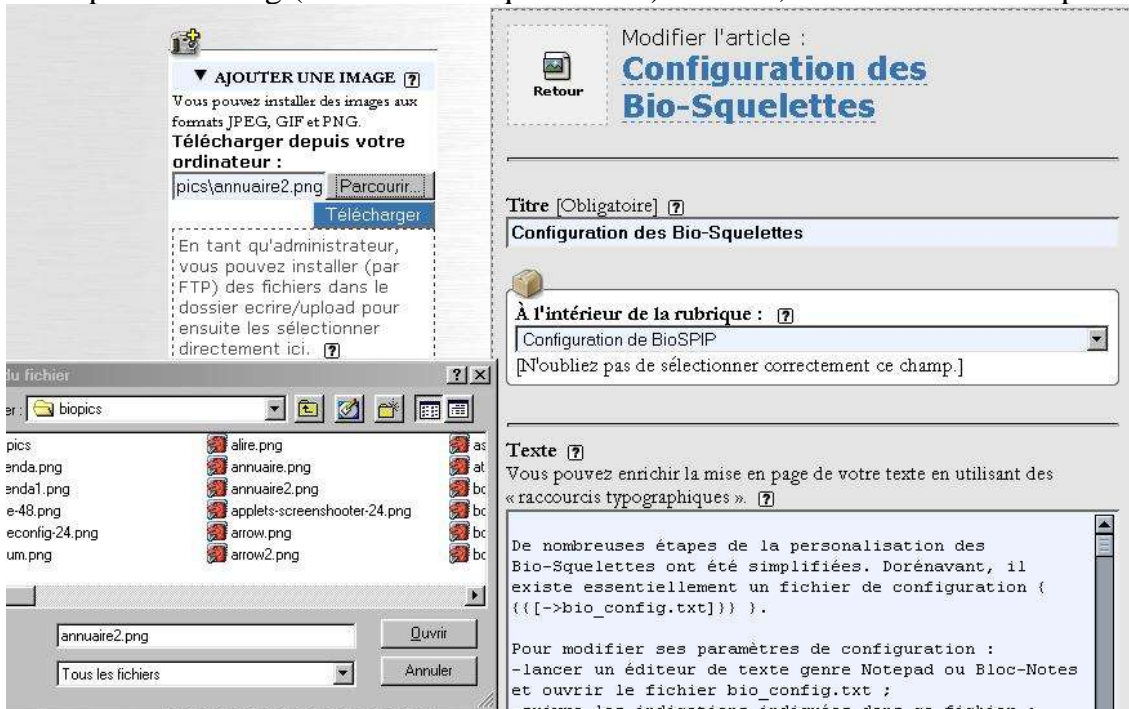 ▼ AJOUTER UNE IMAGE ?
Vous pouvez installer des images aux
formats JPEG, GIF et PNG.
Télécharger depuis votre
ordinateur :
pics\annuaire2.png Parcourir...
Télécharger
En tant qu'administrateur,
vous pouvez installer (par
FTP) des fichiers dans le
dossier ecrire/upload pour
ensuite les sélectionner
directement ici. ?
du fichier
er : biopics
pics
enda.png
enda1.png
e-48.png
econfig-24.png
um.png
alire.png
annuaire.png
annuaire2.png
applets-screenshooter-24.png
arrow.png
arrow2.png
as
at
bc
bc
bc
bc
annuaire2.png Ouvrir
Tous les fichiers Annuler
Retour
Modifier l'article :
Configuration des
Bio-Squelettes
Titre [Obligatoire] ?
Configuration des Bio-Squelettes
À l'intérieur de la rubrique : ?
Configuration de BioSPIP
[N'oubliez pas de sélectionner correctement ce champ.]
Texte ?
Vous pouvez enrichir la mise en page de votre texte en utilisant des
« raccourcis typographiques ». ?
De nombreuses étapes de la personalisation des
Bio-Squelettes ont été simplifiées. Dorénavant, il
existe essentiellement un fichier de configuration {
{{[->bio_config.txt]}} }.
Pour modifier ses paramètres de configuration :
-lancer un éditeur de texte genre Notepad ou Bloc-Notes
et ouvrir le fichier bio_config.txt ;